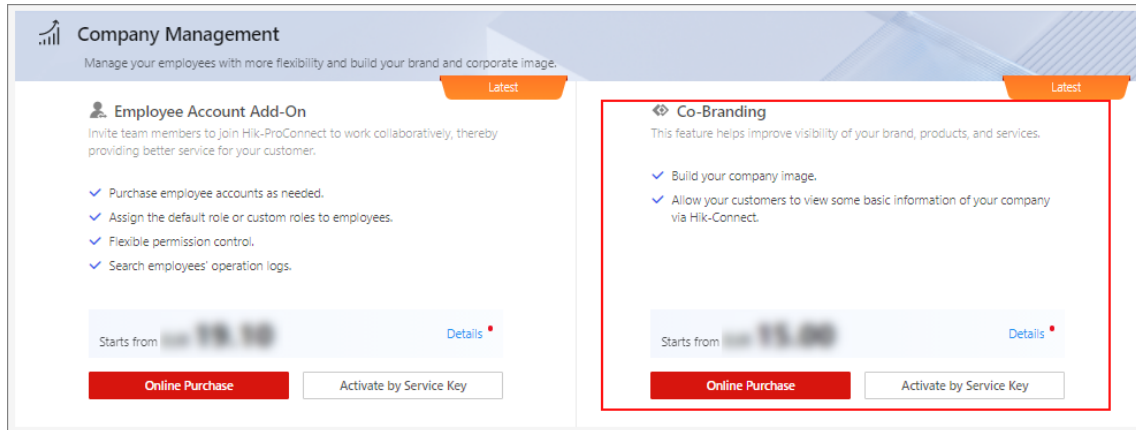 Company Management
Manage your employees with more flexibility and build your brand and corporate image.
Latest
Employee Account Add-On
Invite team members to join Hik-ProConnect to work collaboratively, thereby
providing better service for your customer.
Purchase employee accounts as needed.
Assign the default role or custom roles to employees.
Flexible permission control.
Search employees' operation logs.
Starts from 19.10
Details
Online Purchase
Activate by Service Key
Latest
Co-Branding
This feature helps improve visibility of your brand, products, and services.
Build your company image.
Allow your customers to view some basic information of your company
via Hik-Connect.
Starts from 15.00
Details
Online Purchase
Activate by Service Key